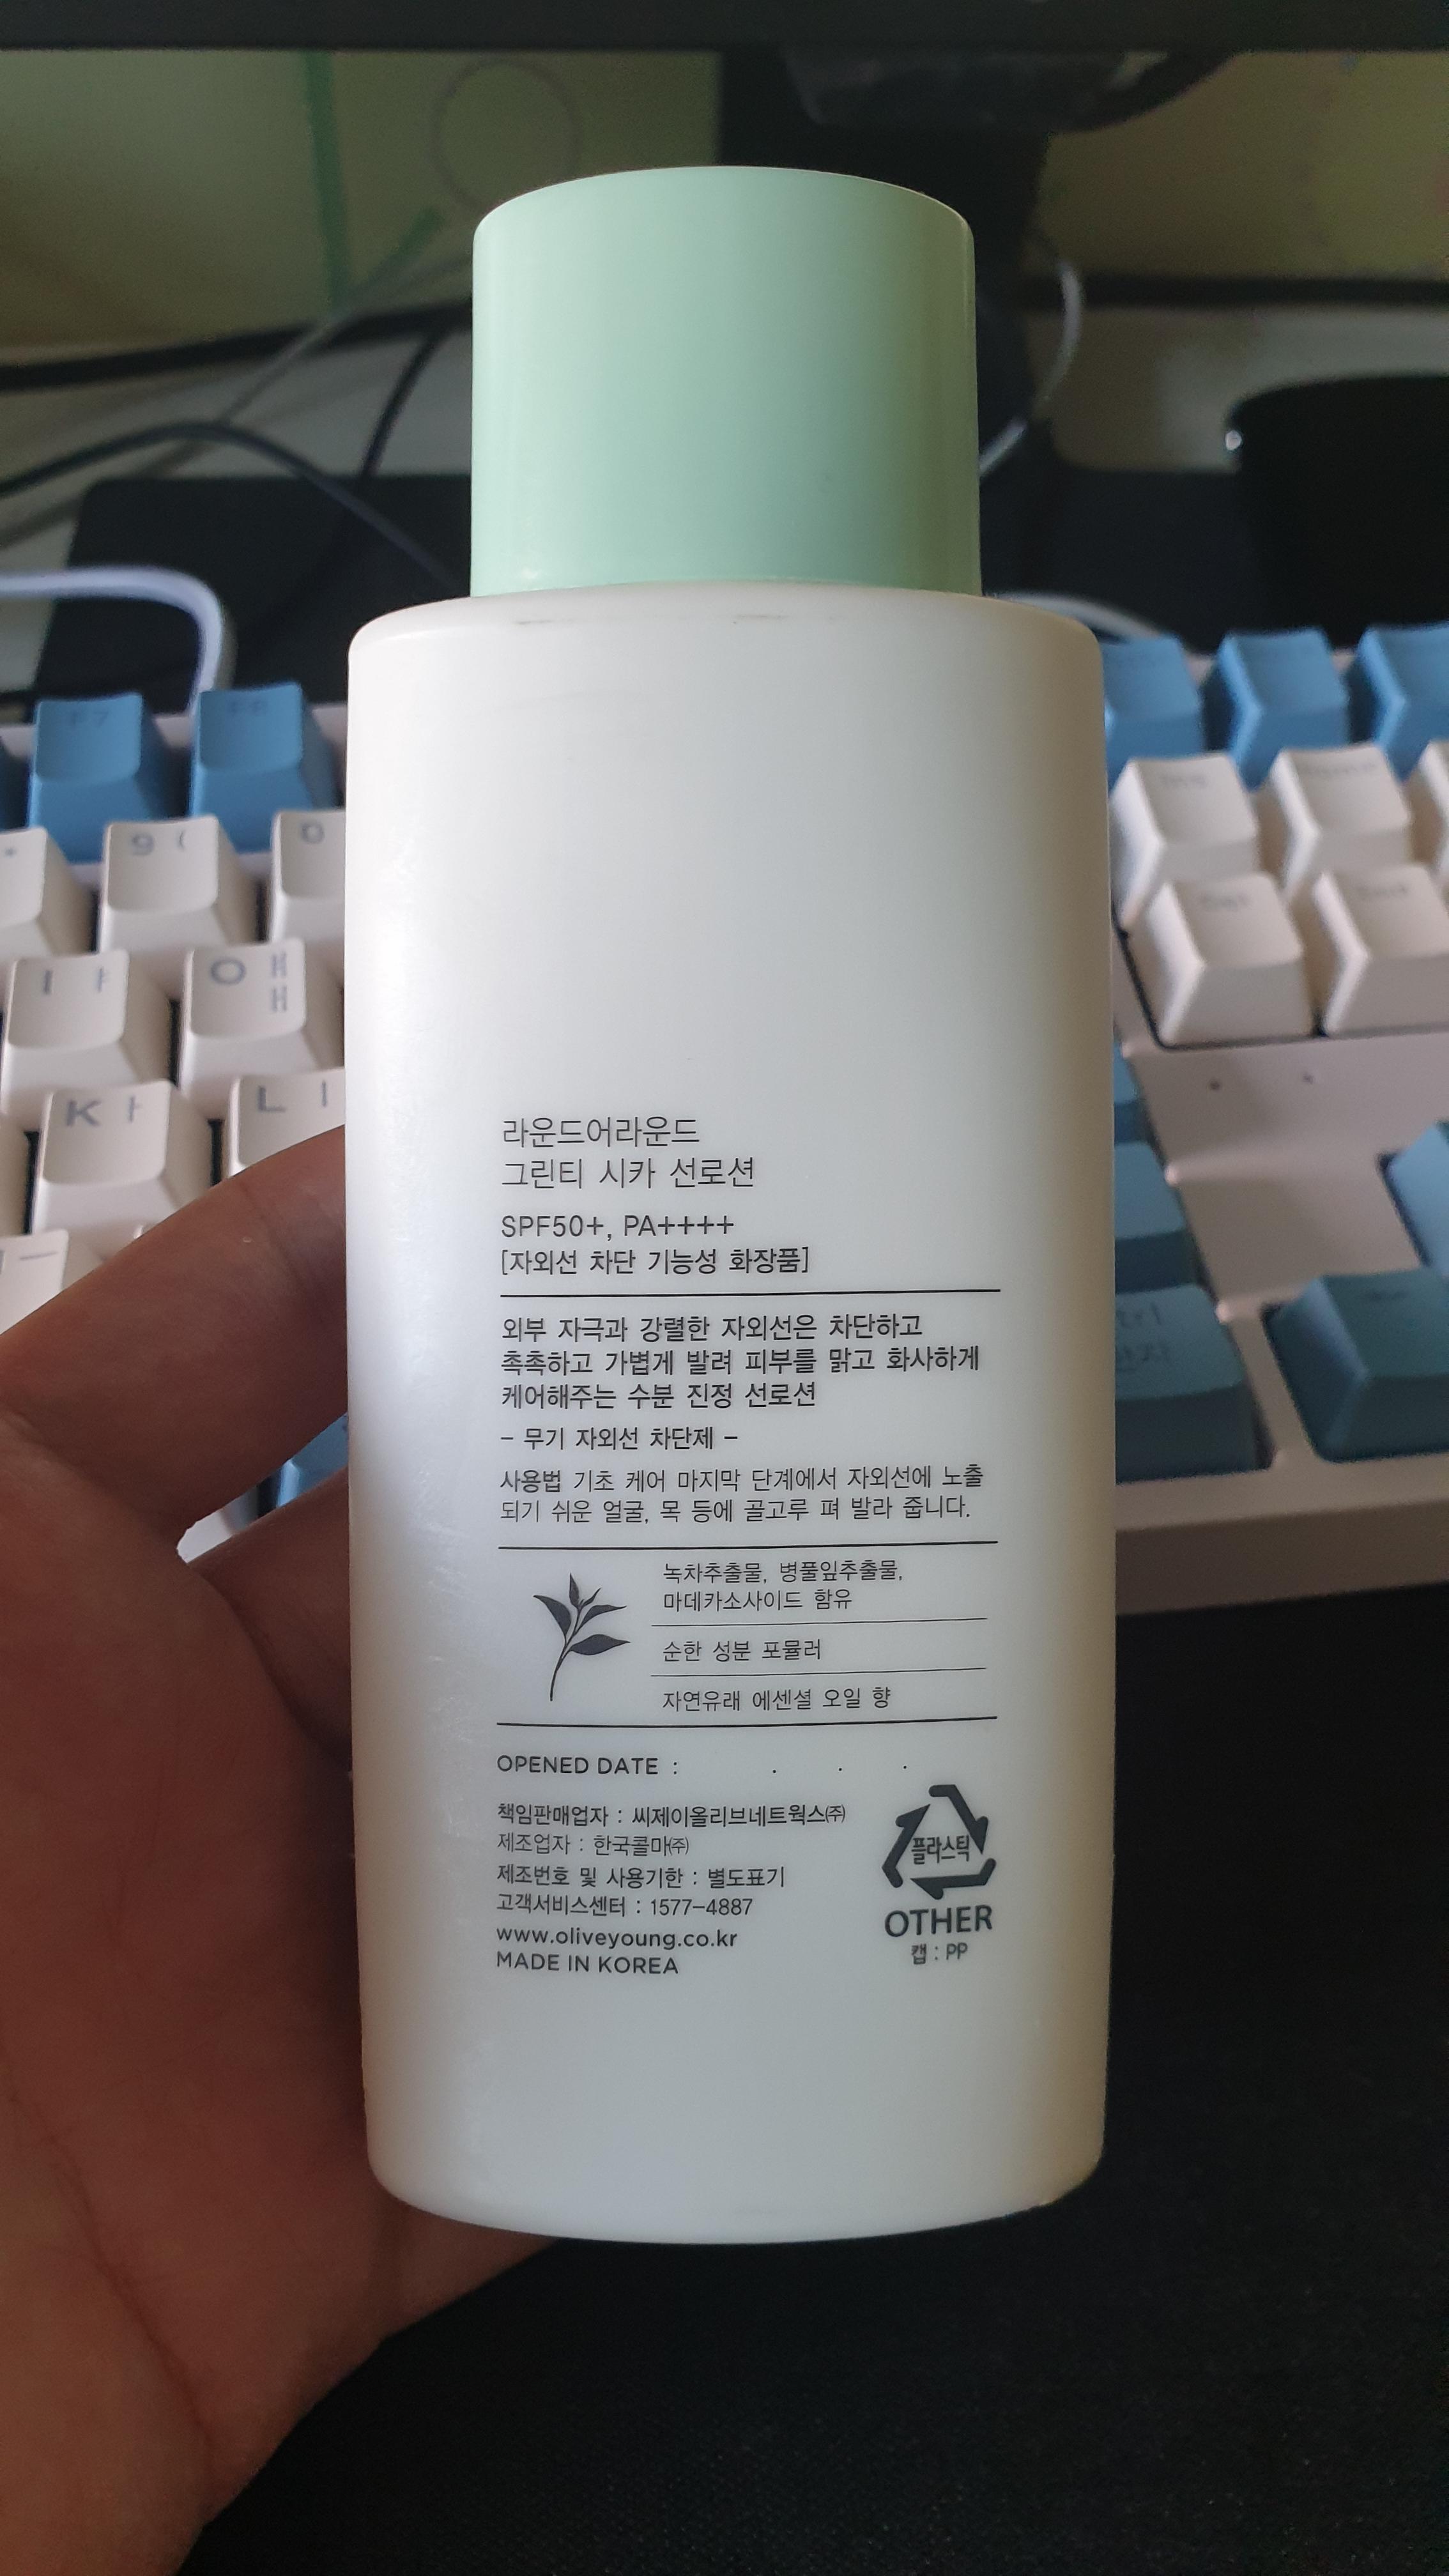 F7
F8
9 (
0
I ㅑ
O ㅐ
ㅒ
K ㅏ
L ㅣ
라운드어라운드
그린티 시카 선로션
SPF50+, PA++++
[자외선 차단 기능성 화장품]
외부 자극과 강렬한 자외선은 차단하고
촉촉하고 가볍게 발려 피부를 맑고 화사하게
케어해주는 수분 진정 선로션
- 무기 자외선 차단제 -
사용법 기초 케어 마지막 단계에서 자외선에 노출
되기 쉬운 얼굴, 목 등에 골고루 펴 발라 줍니다.
녹차추출물, 병풀잎추출물,
마데카소사이드 함유
순한 성분 포뮬러
자연유래 에센셜 오일 향
OPENED DATE : . . .
책임판매업자 : 씨제이올리브네트웍스㈜
제조업자 : 한국콜마㈜
제조번호 및 사용기한 : 별도표기
고객서비스센터 : 1577-4887
www.oliveyoung.co.kr
MADE IN KOREA
플라스틱
OTHER
캡 : PP